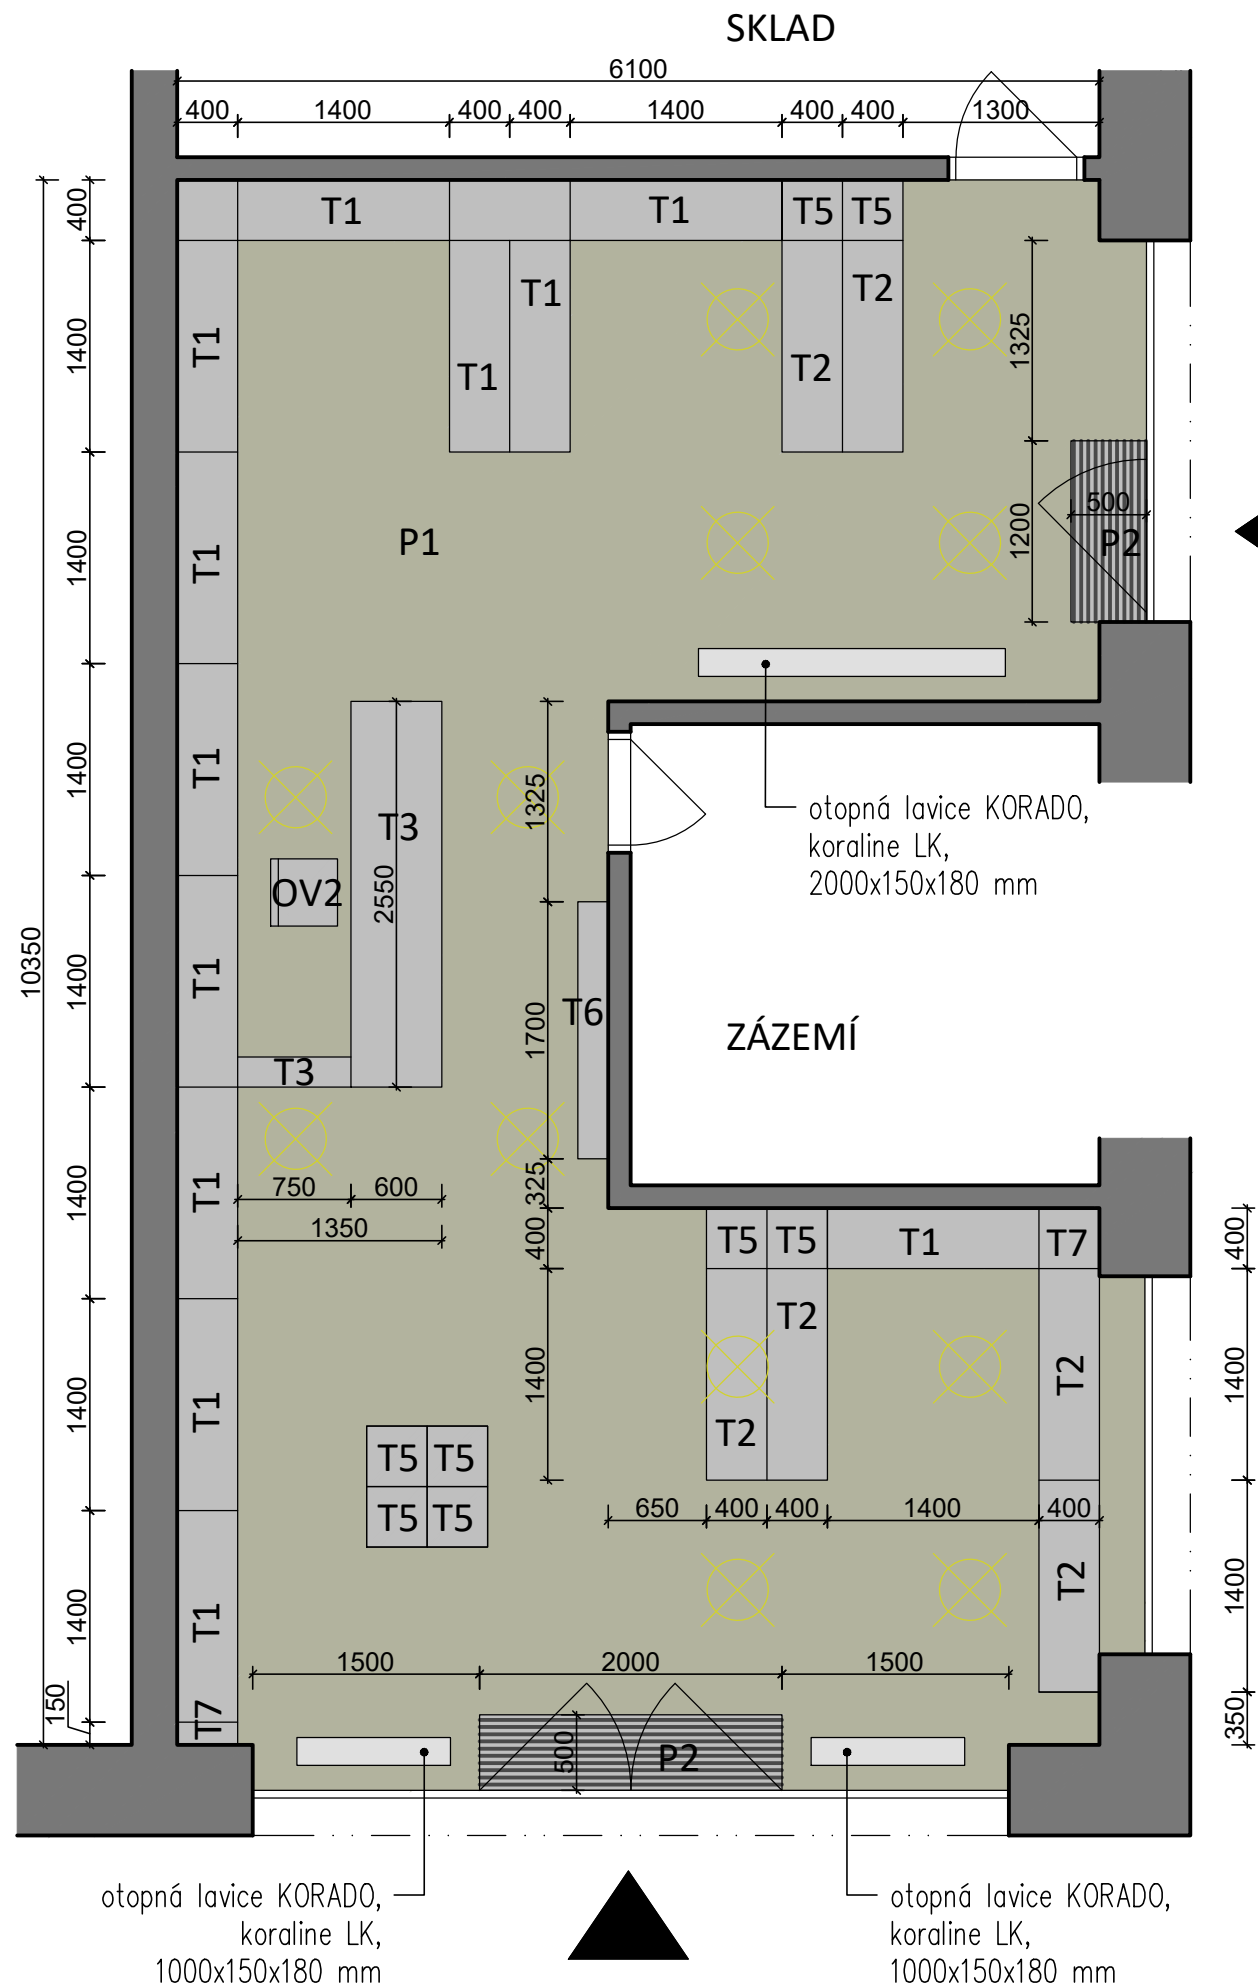 SKLAD
6100
400 1400 400 400 1400 400 400 1300
T1 T1 T5 T5
T1 T2
T1 T2
400
1400
1400
1400
1400
1400
1400
1400
150
10350
T1
T1
T1
T1
T1
T1
T1
T7
1325
1200
500
P2
P1
T3
2550
OV2
T3
1325
1700
325
400
1400
T6
otopná lavice KORADO,
koraline LK,
2000x150x180 mm
ZÁZEMÍ
750 600
1350
T5 T5 T1 T7
T2
T2
T2
T2
400
1400
1400
350
T5 T5
T5 T5
650 400 400 1400 400
1500 2000 1500
500
P2
otopná lavice KORADO,
koraline LK,
1000x150x180 mm
otopná lavice KORADO,
koraline LK,
1000x150x180 mm